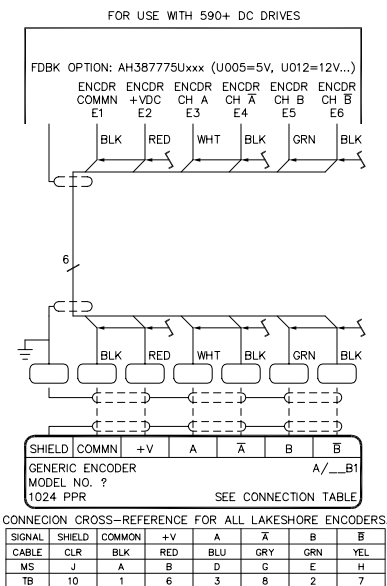 FOR USE WITH 590+ DC DRIVES
FDBK OPTION: AH387775Uxxx (U005=5V, U012=12V...)
ENCDR ENCDR ENCDR ENCDR ENCDR ENCDR
COMMN +VDC CH A CH A̅ CH B CH B̅
E1 E2 E3 E4 E5 E6
BLK RED WHT BLK GRN BLK
6
BLK RED WHT BLK GRN BLK
SHIELD COMMN +V A A̅ B B̅
GENERIC ENCODER A/__B1
MODEL NO. ?
1024 PPR SEE CONNECTION TABLE
CONNECION CROSS-REFERENCE FOR ALL LAKESHORE ENCODERS.
SIGNAL SHIELD COMMON +V A A̅ B B̅
CABLE CLR BLK RED BLU GRY GRN YEL
MS J A B D G E H
TB 10 1 6 3 8 2 7